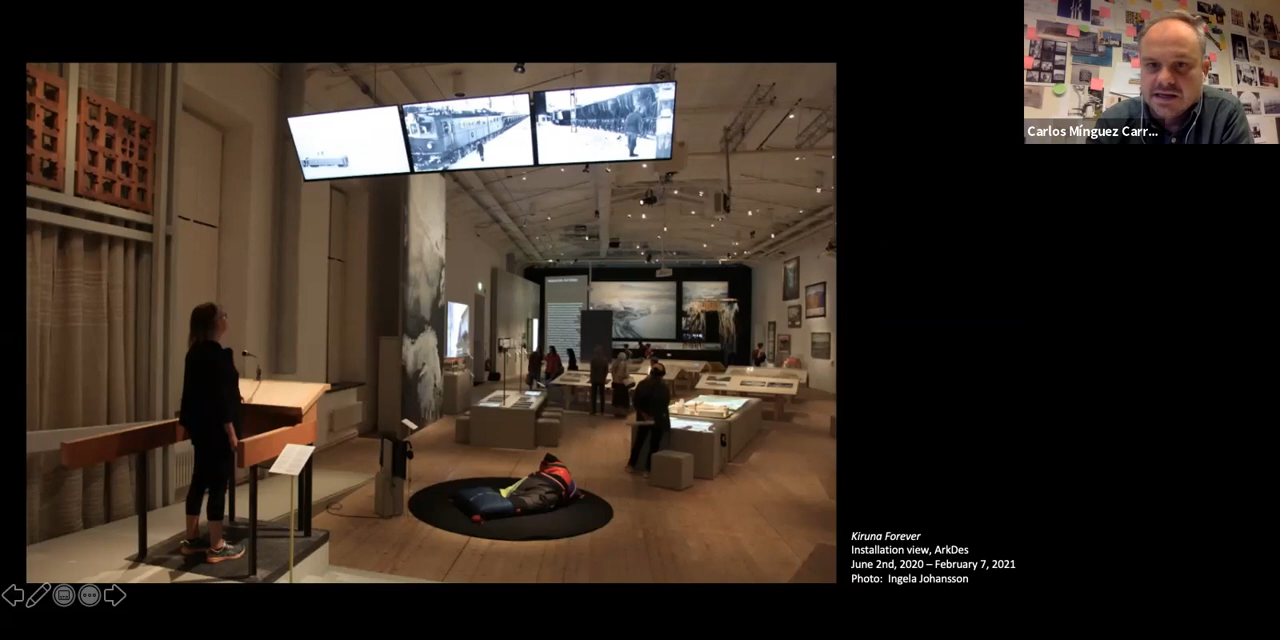 Carlos Mínguez Carr...
Kiruna Forever
Installation view, ArkDes
June 2nd, 2020 – February 7, 2021
Photo: Ingela Johansson